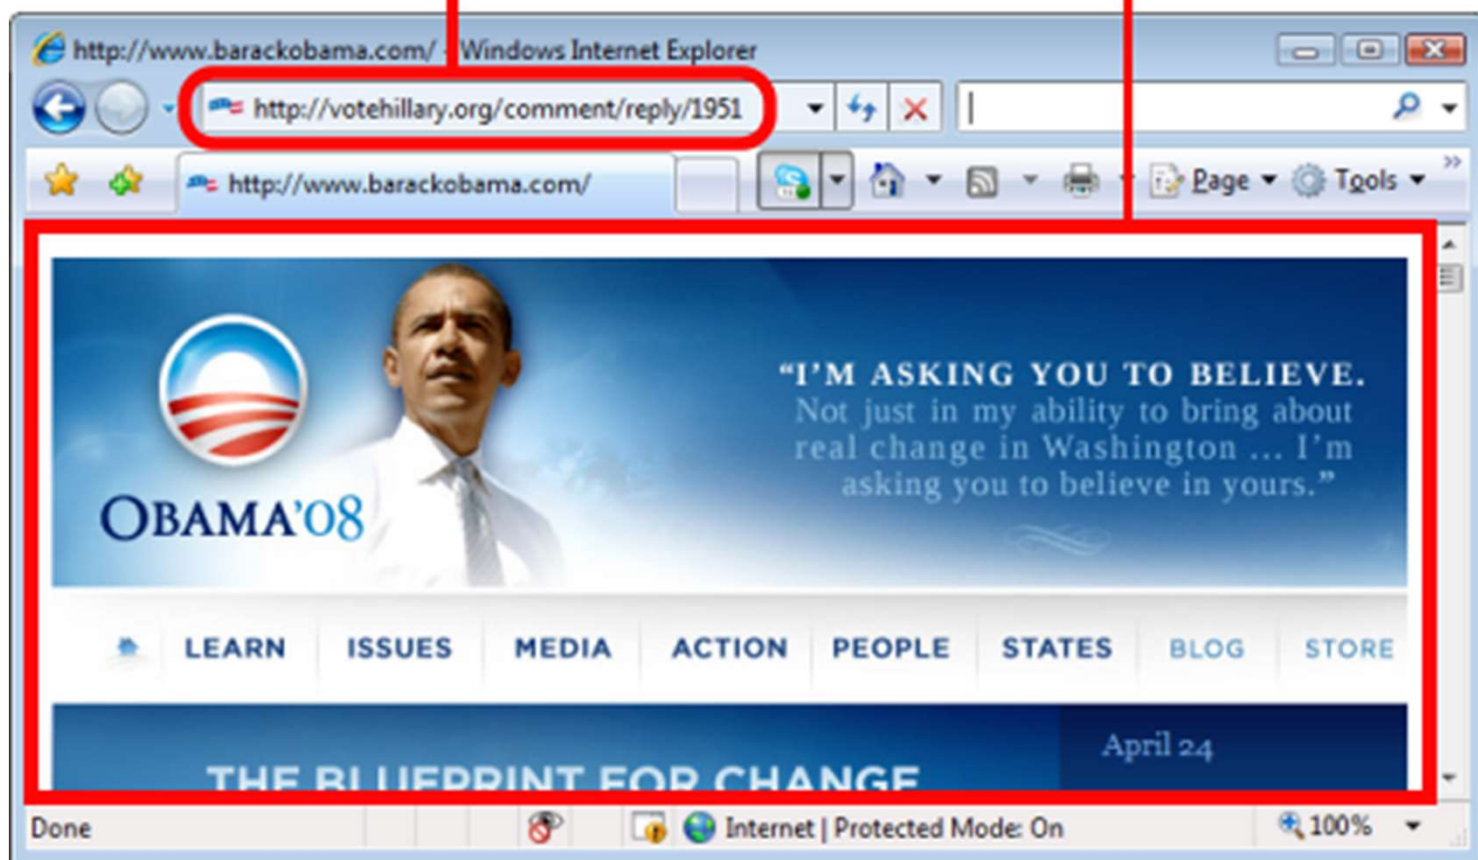 http://www.barackobama.com/ - Windows Internet Explorer
http://votehillary.org/comment/reply/1951
http://www.barackobama.com/
Page
Tools
"I'M ASKING YOU TO BELIEVE.
Not just in my ability to bring about
real change in Washington ... I'm
asking you to believe in yours."
OBAMA'08
LEARN ISSUES MEDIA ACTION PEOPLE STATES BLOG STORE
April 24
THE BLUEPRINT FOR CHANGE
Done
Internet | Protected Mode: On
100%